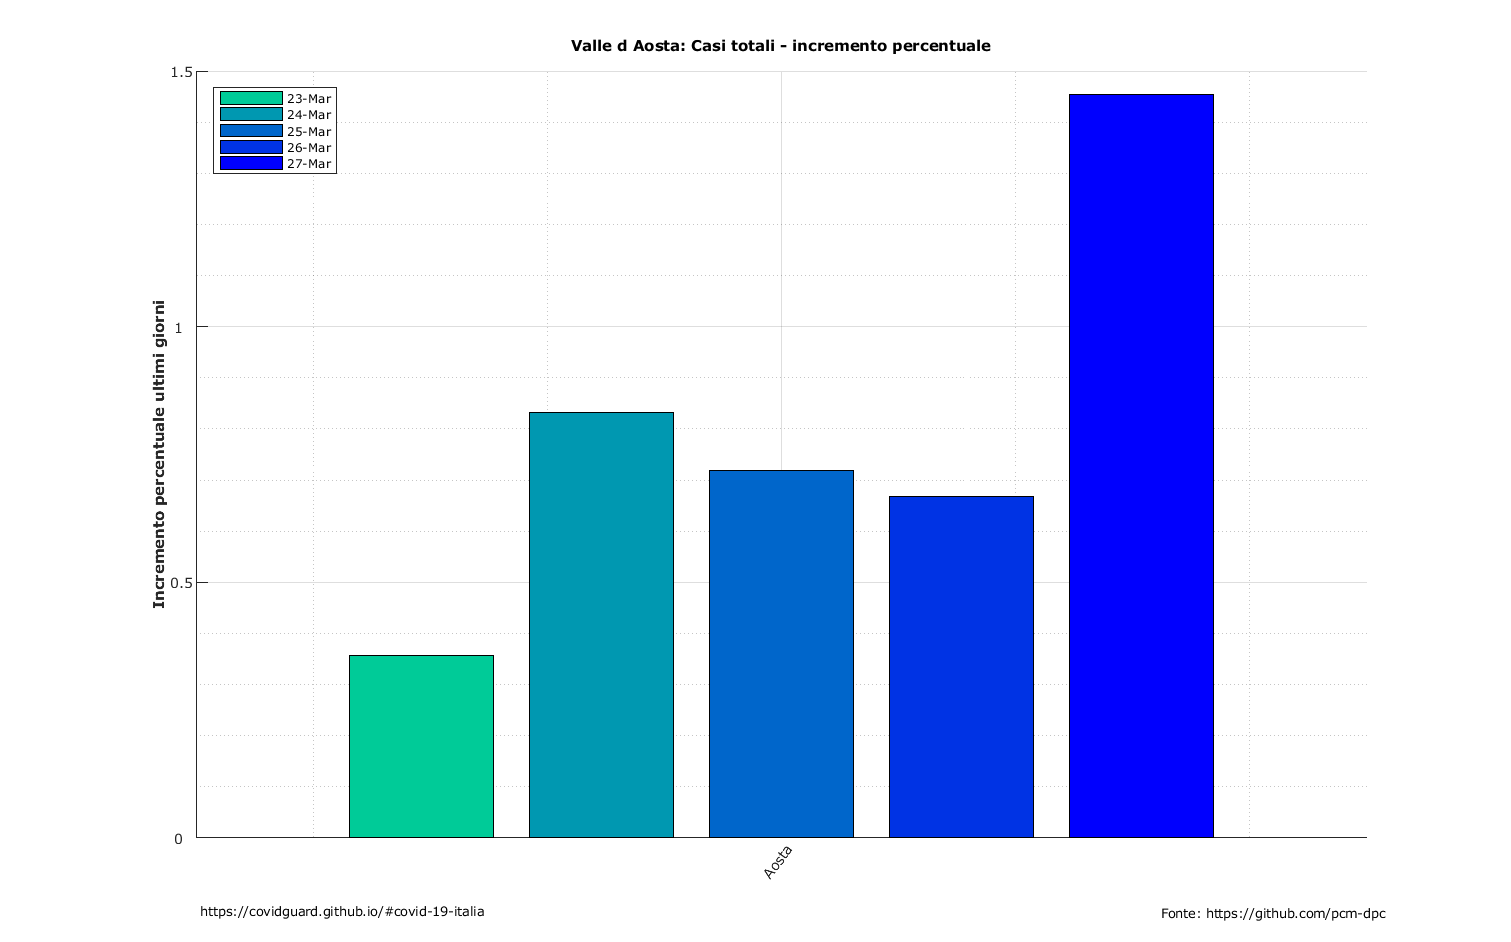 Valle d Aosta: Casi totali - incremento percentuale
1.5
1
0.5
0
Incremento percentuale ultimi giorni
23-Mar
24-Mar
25-Mar
26-Mar
27-Mar
Aosta
https://covidguard.github.io/#covid-19-italia
Fonte: https://github.com/pcm-dpc